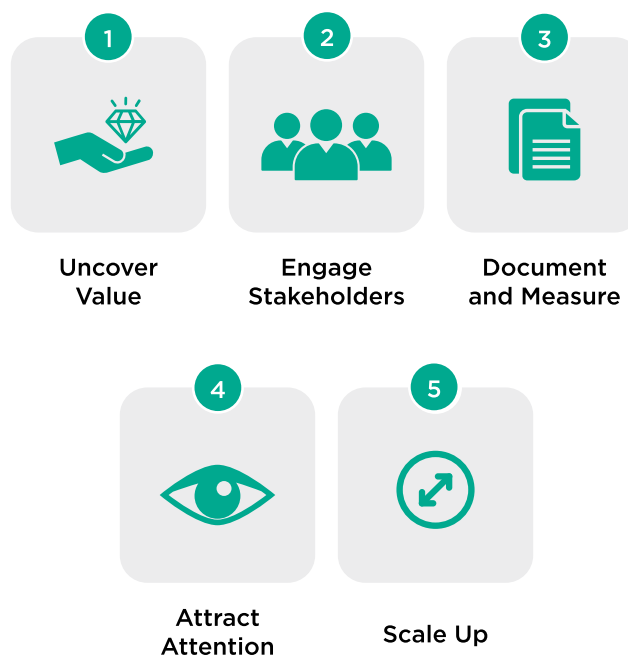 1
2
3
Uncover
Value
Engage
Stakeholders
Document
and Measure
4
5
Attract
Attention
Scale Up